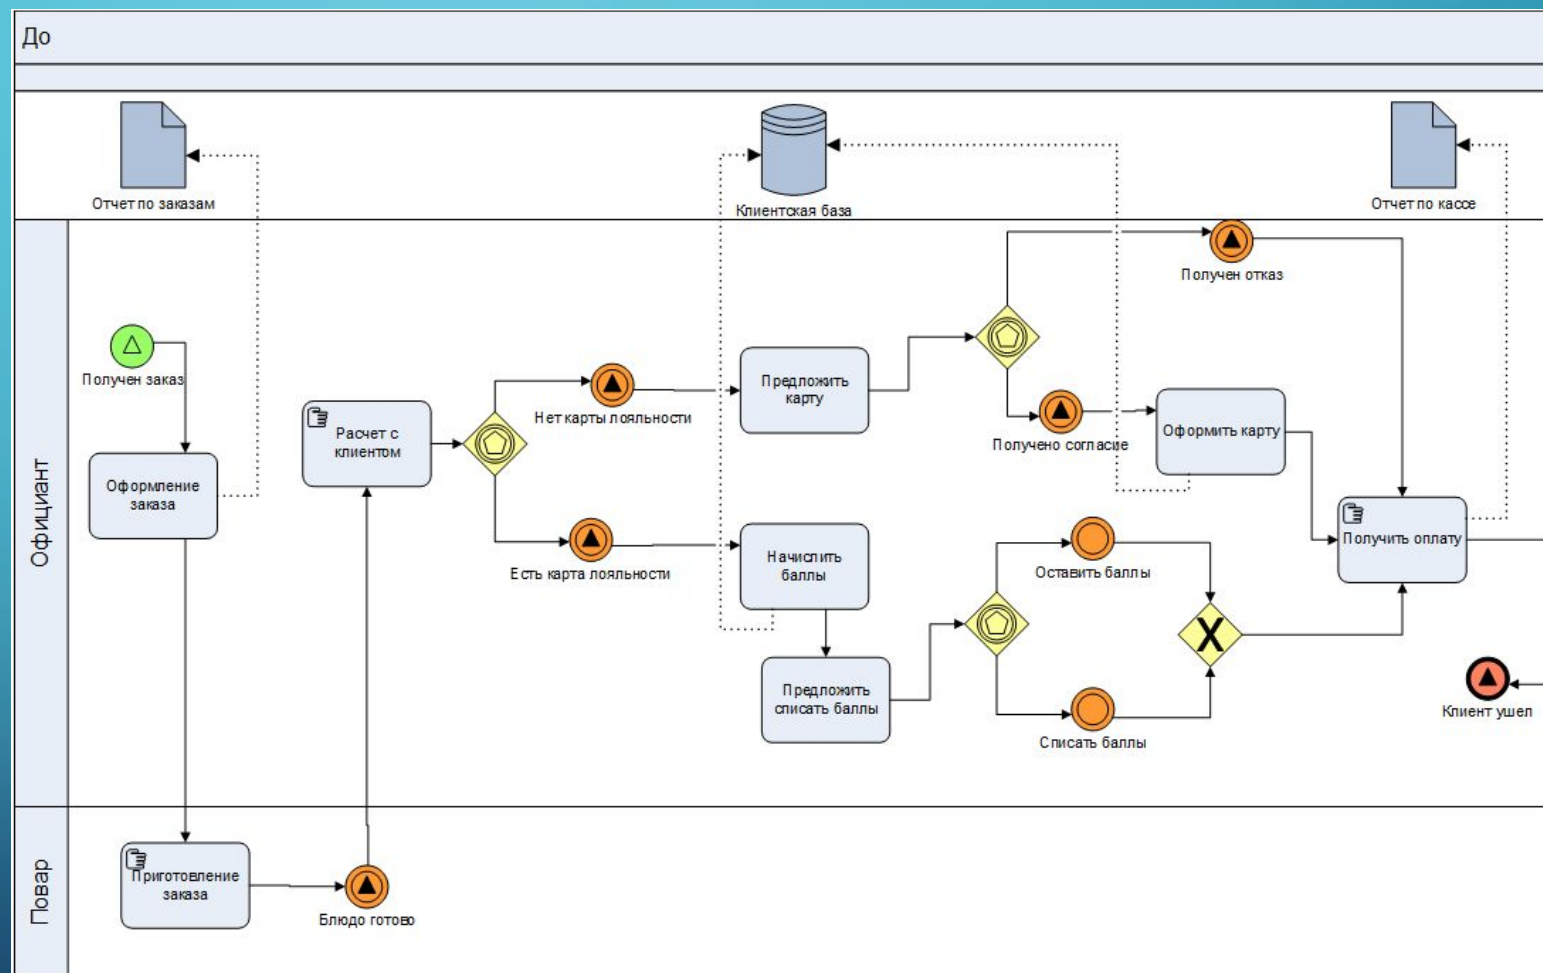 До
Отчет по заказам
Клиентская база
Отчет по кассе
Официант
Получен отказ
Получен заказ
Предложить
карту
Нет карты лояльности
Расчет с
клиентом
Получено согласие
Оформить карту
Оформление
заказа
Получить оплату
Есть карта лояльности
Начислить
баллы
Оставить баллы
X
Предложить
списать баллы
Списать баллы
Клиент ушел
Повар
Приготовление
заказа
Блюдо готово